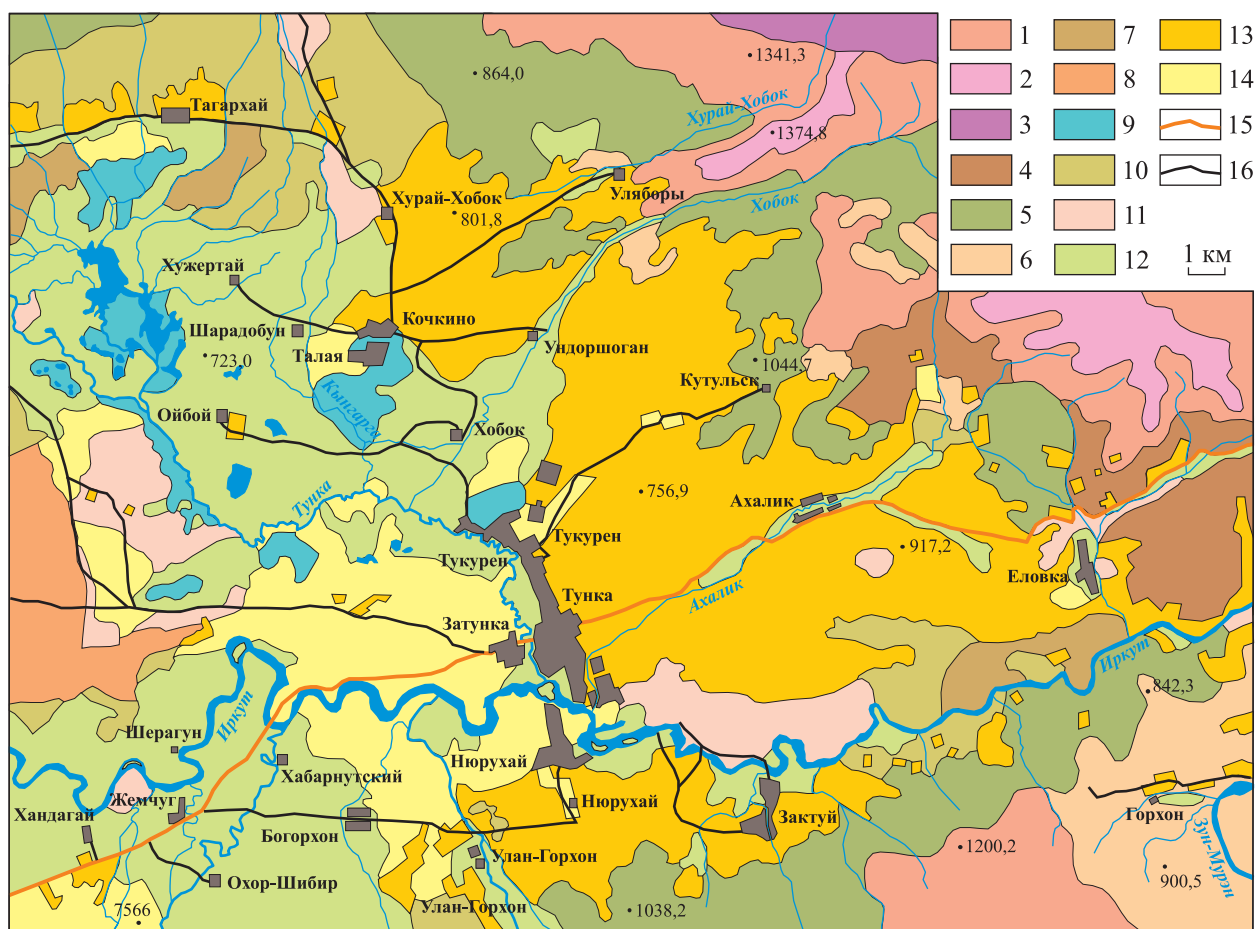 1 7 13
864,0
1341,3
2 8 14
Тагархай
Хурай-Хобок
1374,8
3 9 15
Уляборы
4 10 16
Хурай-Хобок
801,8
Хобок
5 11
Хужертай
6 12 1 км
Кочкино
Шарадобун
Талая
Ундоршоган
723,0
1044,7
Кутульск
Кынгарга
Ойбой
Хобок
Тунка
756,9
Ахалик
Тукурен
917,2
Тукурен
Еловка
Тунка
Ахалик
Затунка
Иркут
842,3
Иркут
Шерагун
Нюрухай
Хабарнутский
Жемчуг
Нюрухай
Хандагай
Закту́й
Горхон
Богорхон
Зун-Мурэн
1200,2
Улан-Горхон
900,5
Охор-Шибир
Улан-Горхон
7566
1038,2